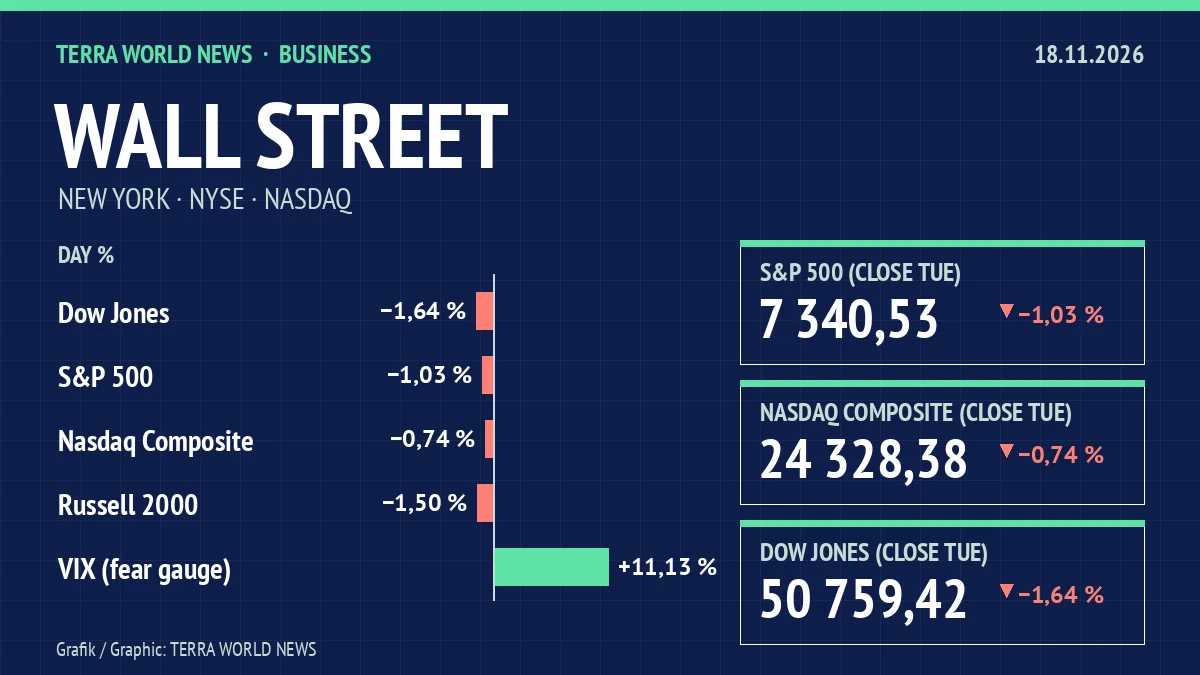 TERRA WORLD NEWS · BUSINESS
18.11.2026
WALL STREET
NEW YORK · NYSE · NASDAQ
DAY %
Dow Jones −1,64 %
S&P 500 −1,03 %
Nasdaq Composite −0,74 %
Russell 2000 −1,50 %
VIX (fear gauge) +11,13 %
S&P 500 (CLOSE TUE)
7 340,53 ▼−1,03 %
NASDAQ COMPOSITE (CLOSE TUE)
24 328,38 ▼−0,74 %
DOW JONES (CLOSE TUE)
50 759,42 ▼−1,64 %
Grafik / Graphic: TERRA WORLD NEWS